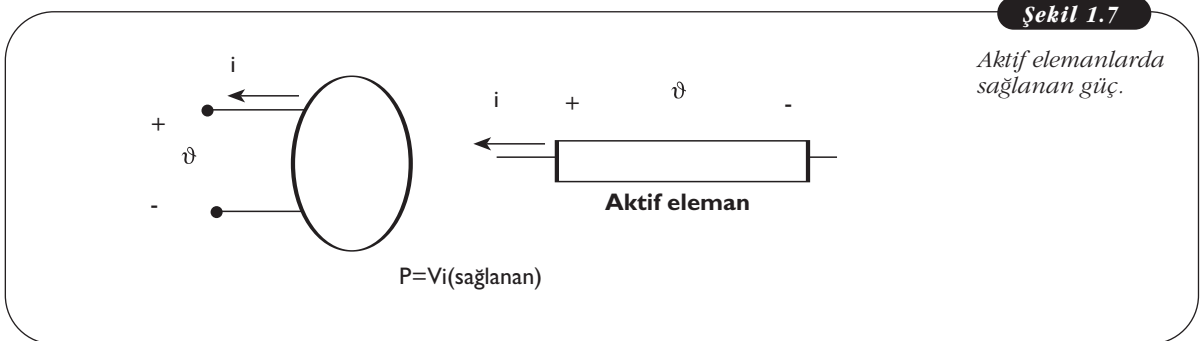 Şekil 1.7
Aktif elemanlarda
sağlanan güç.
i
+
ϑ
-
i + ϑ -
Aktif eleman
P=Vi(sağlanan)